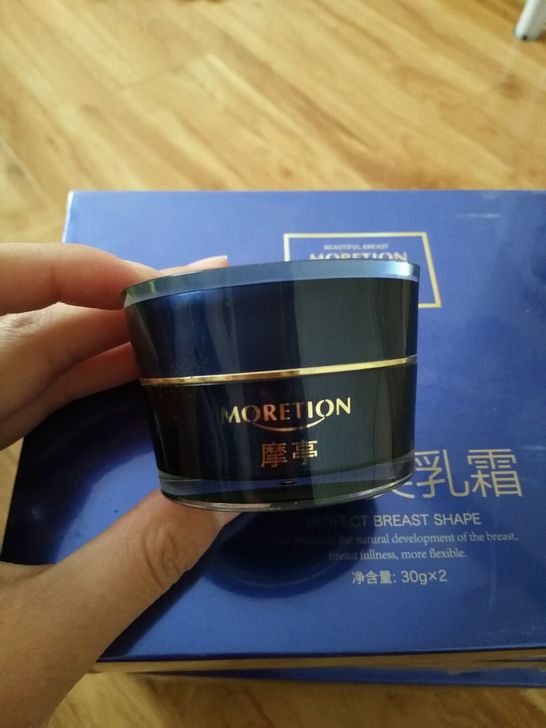 BEAUTIFUL BREAST
MORETION
MORETION
摩亭
乳霜
PERFECT BREAST SHAPE
the natural development of the breast,
breast fullness, more flexible.
净含量: 30g×2